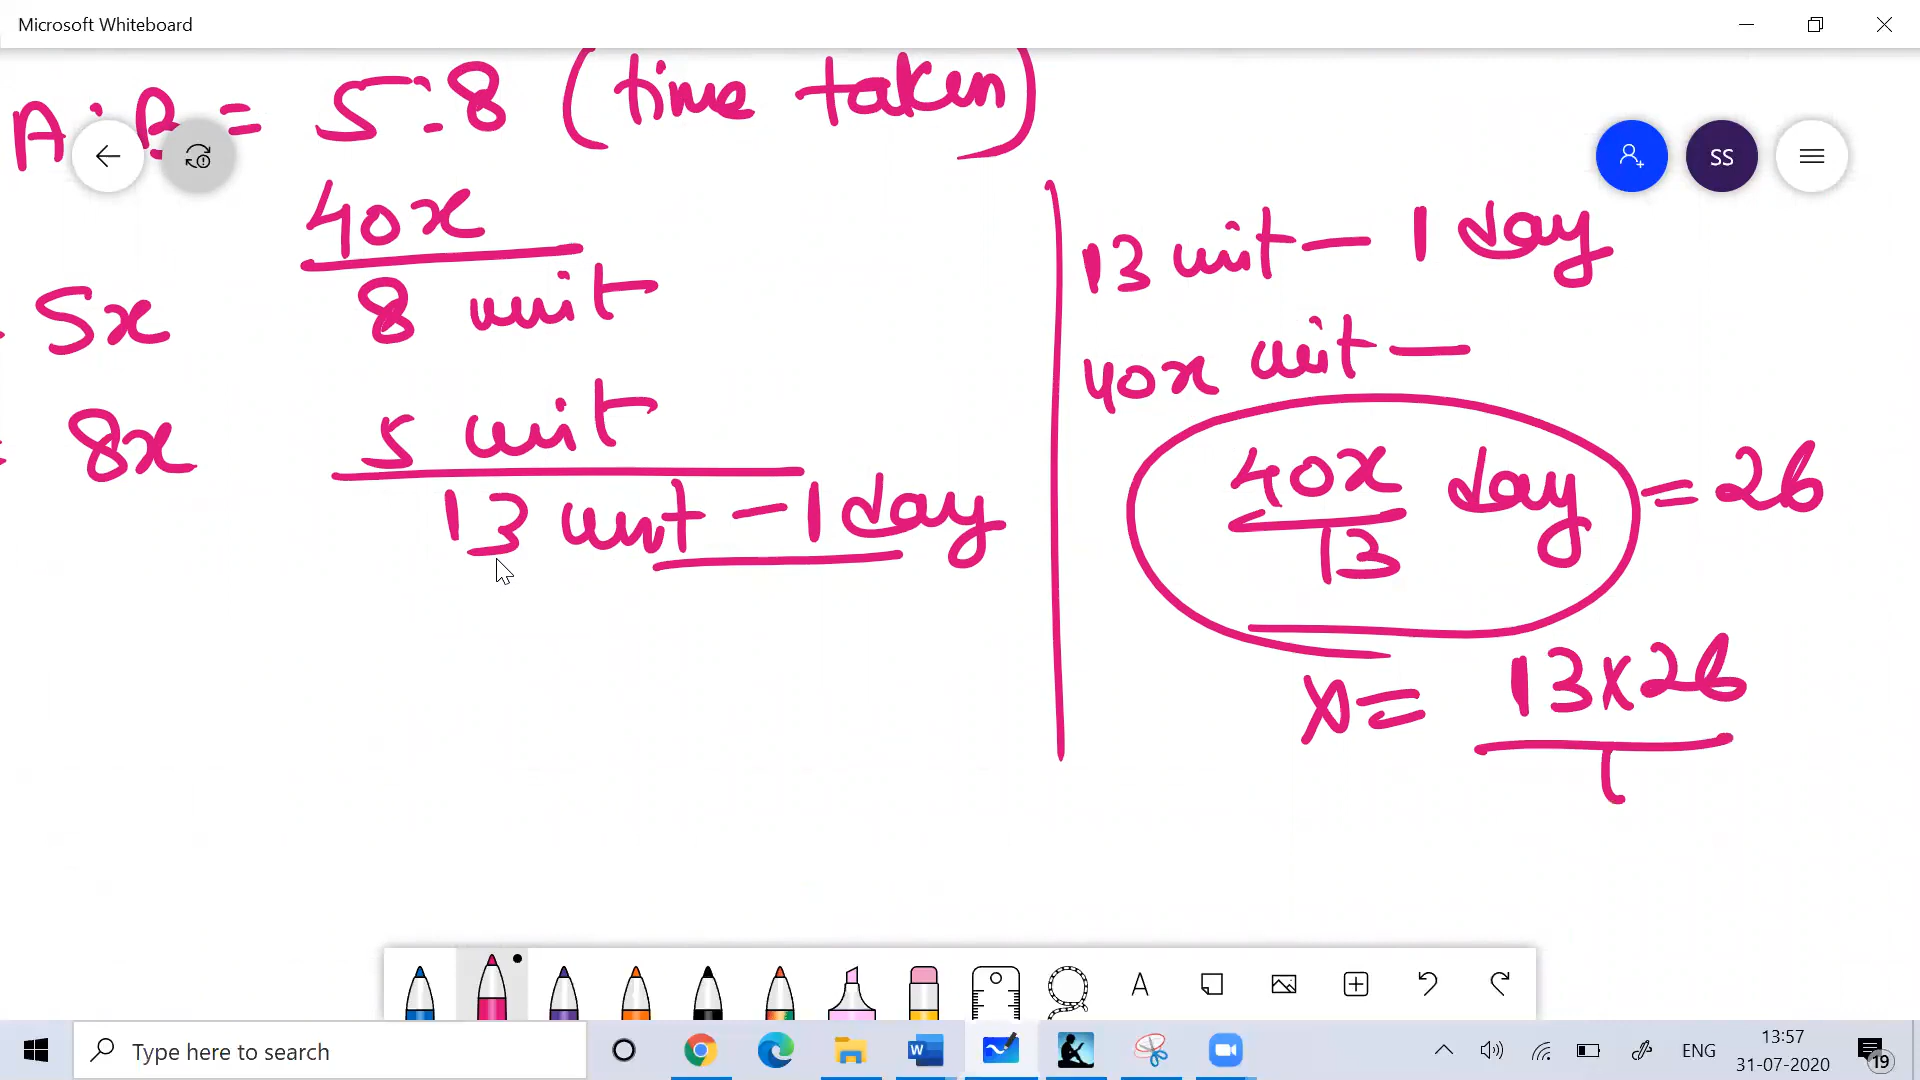 Microsoft Whiteboard
A : B = 5:8 (time taken)
40x
8 unit
5x
5 unit
8x
13 unit - 1 day
13 unit - 1 day
40x unit -
40x day = 26
13
x = 13x26
SS
A
Type here to search
ENG
13:57
31-07-2020
19